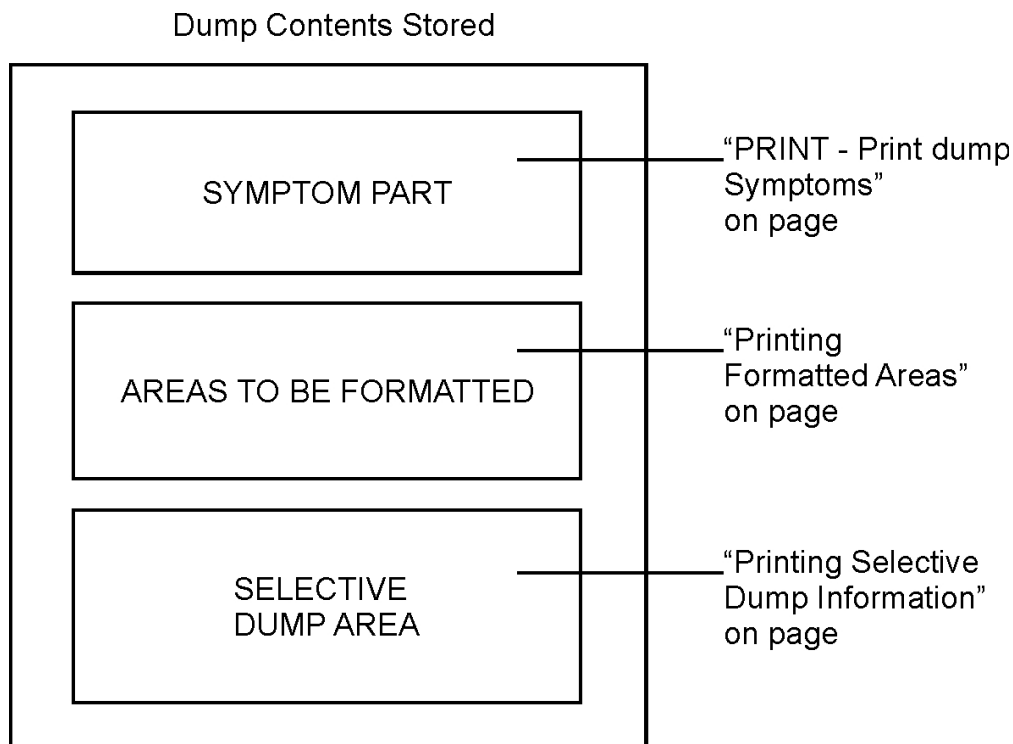 Dump Contents Stored
SYMPTOM PART
“PRINT - Print dump
Symptoms”
on page
AREAS TO BE FORMATTED
“Printing
Formatted Areas”
on page
SELECTIVE
DUMP AREA
“Printing Selective
Dump Information”
on page